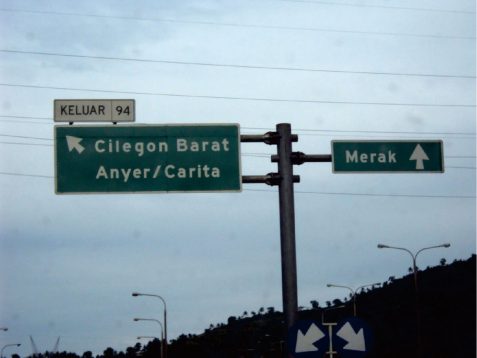 KELUAR 94
Cilegon Barat
Anyer/Carita
Merak